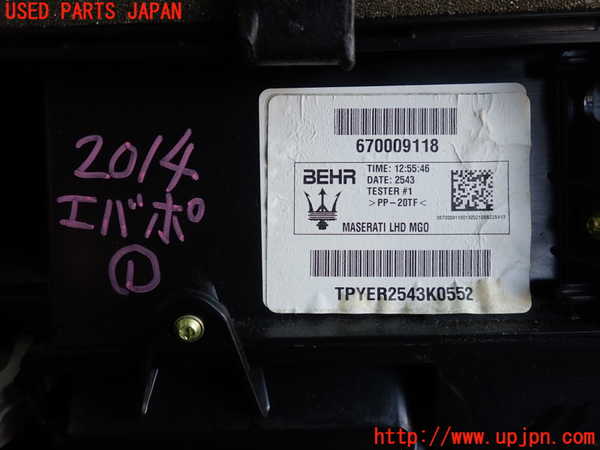 USED PARTS JAPAN
2014
エバポ
①
670009118
BEHR
TIME: 12:55:46
DATE: 2543
TESTER #1
>PP-20TF<
MASERATI LHD MGO
TPYER2543K0552
http://www.upjpn.com/